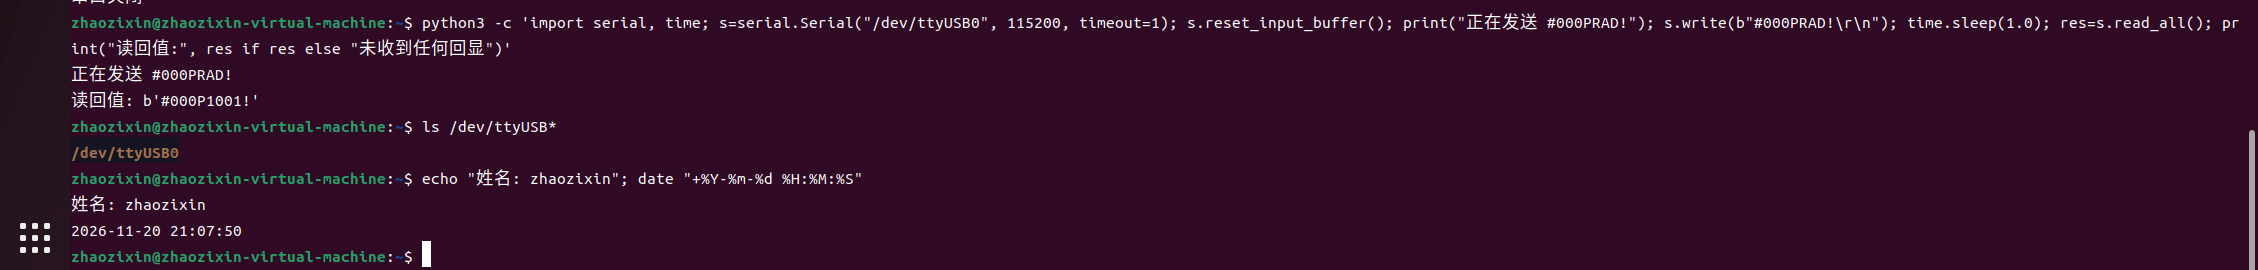 zhaozixin@zhaozixin-virtual-machine:~$ python3 -c 'import serial, time; s=serial.Serial("/dev/ttyUSB0", 115200, timeout=1); s.reset_input_buffer(); print("正在发送 #000PRAD!"); s.write(b"#000PRAD!\r\n"); time.sleep(1.0); res=s.read_all(); pr
int("读回值:", res if res else "未收到任何回显")'
正在发送 #000PRAD!
读回值: b'#000P1001!'
zhaozixin@zhaozixin-virtual-machine:~$ ls /dev/ttyUSB*
/dev/ttyUSB0
zhaozixin@zhaozixin-virtual-machine:~$ echo "姓名: zhaozixin"; date "+%Y-%m-%d %H:%M:%S"
姓名: zhaozixin
2026-11-20 21:07:50
zhaozixin@zhaozixin-virtual-machine:~$